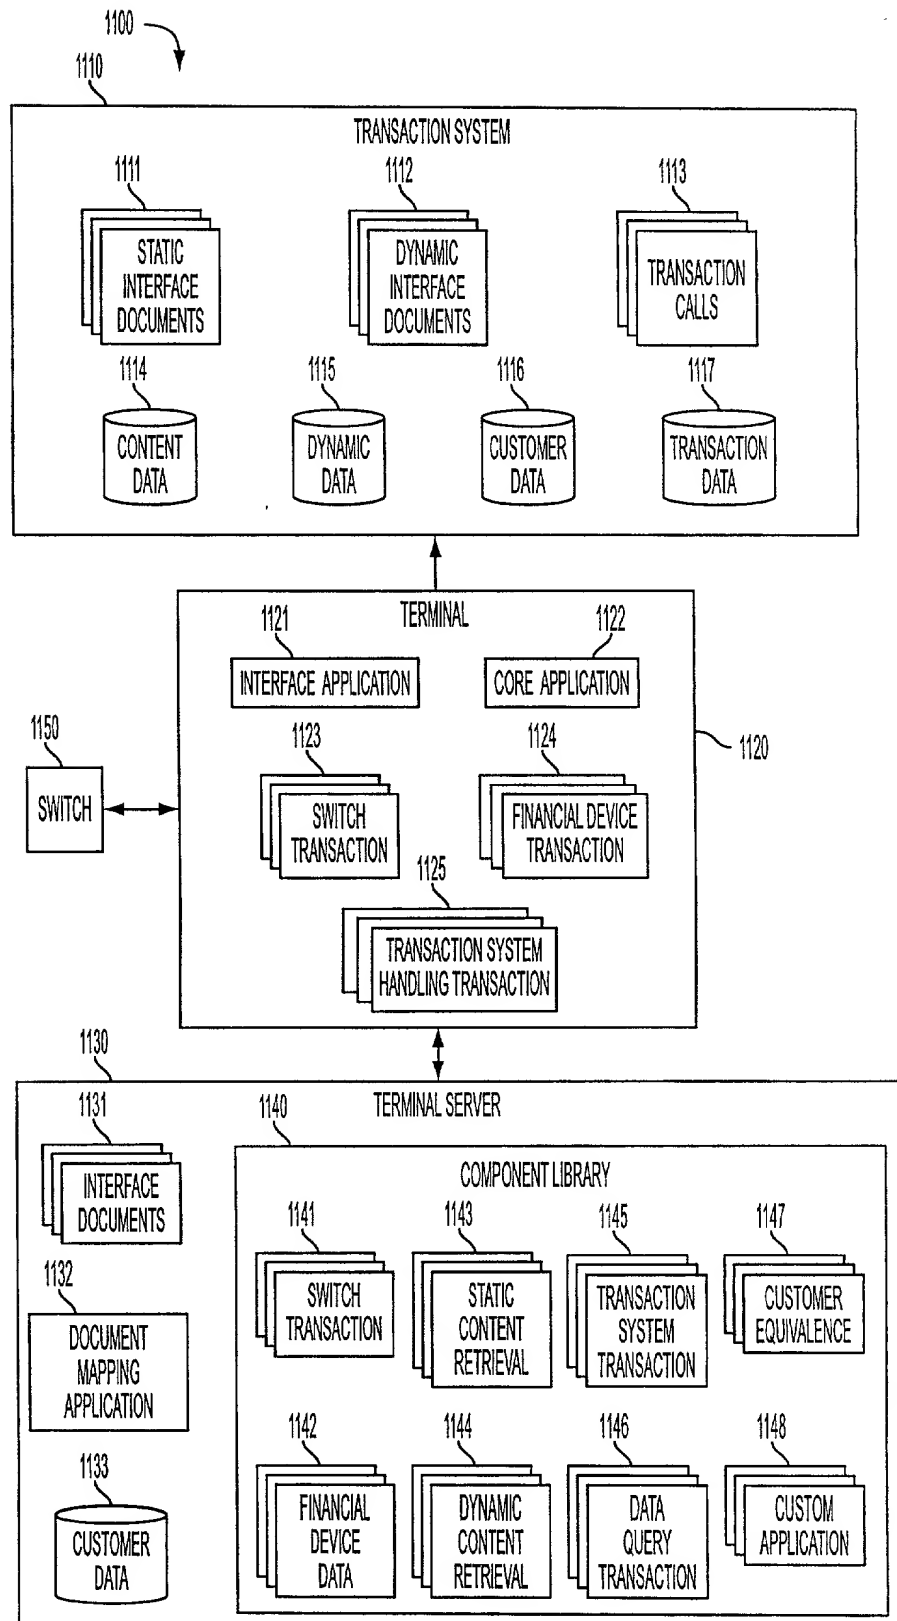 1100
1110
TRANSACTION SYSTEM
1111
STATIC
INTERFACE
DOCUMENTS
1112
DYNAMIC
INTERFACE
DOCUMENTS
1113
TRANSACTION
CALLS
1114
CONTENT
DATA
1115
DYNAMIC
DATA
1116
CUSTOMER
DATA
1117
TRANSACTION
DATA
TERMINAL
1121
INTERFACE APPLICATION
1122
CORE APPLICATION
1120
1150
SWITCH
1123
SWITCH
TRANSACTION
1124
FINANCIAL DEVICE
TRANSACTION
1125
TRANSACTION SYSTEM
HANDLING TRANSACTION
1130
TERMINAL SERVER
1131
INTERFACE
DOCUMENTS
1132
DOCUMENT
MAPPING
APPLICATION
1133
CUSTOMER
DATA
1140
COMPONENT LIBRARY
1141
SWITCH
TRANSACTION
1143
STATIC
CONTENT
RETRIEVAL
1145
TRANSACTION
SYSTEM
TRANSACTION
1147
CUSTOMER
EQUIVALENCE
1142
FINANCIAL
DEVICE
DATA
1144
DYNAMIC
CONTENT
RETRIEVAL
1146
DATA
QUERY
TRANSACTION
1148
CUSTOM
APPLICATION